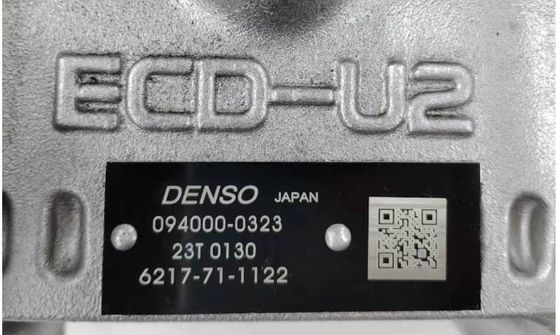 ECD-U2
DENSO JAPAN
094000-0323
23T 0130
6217-71-1122